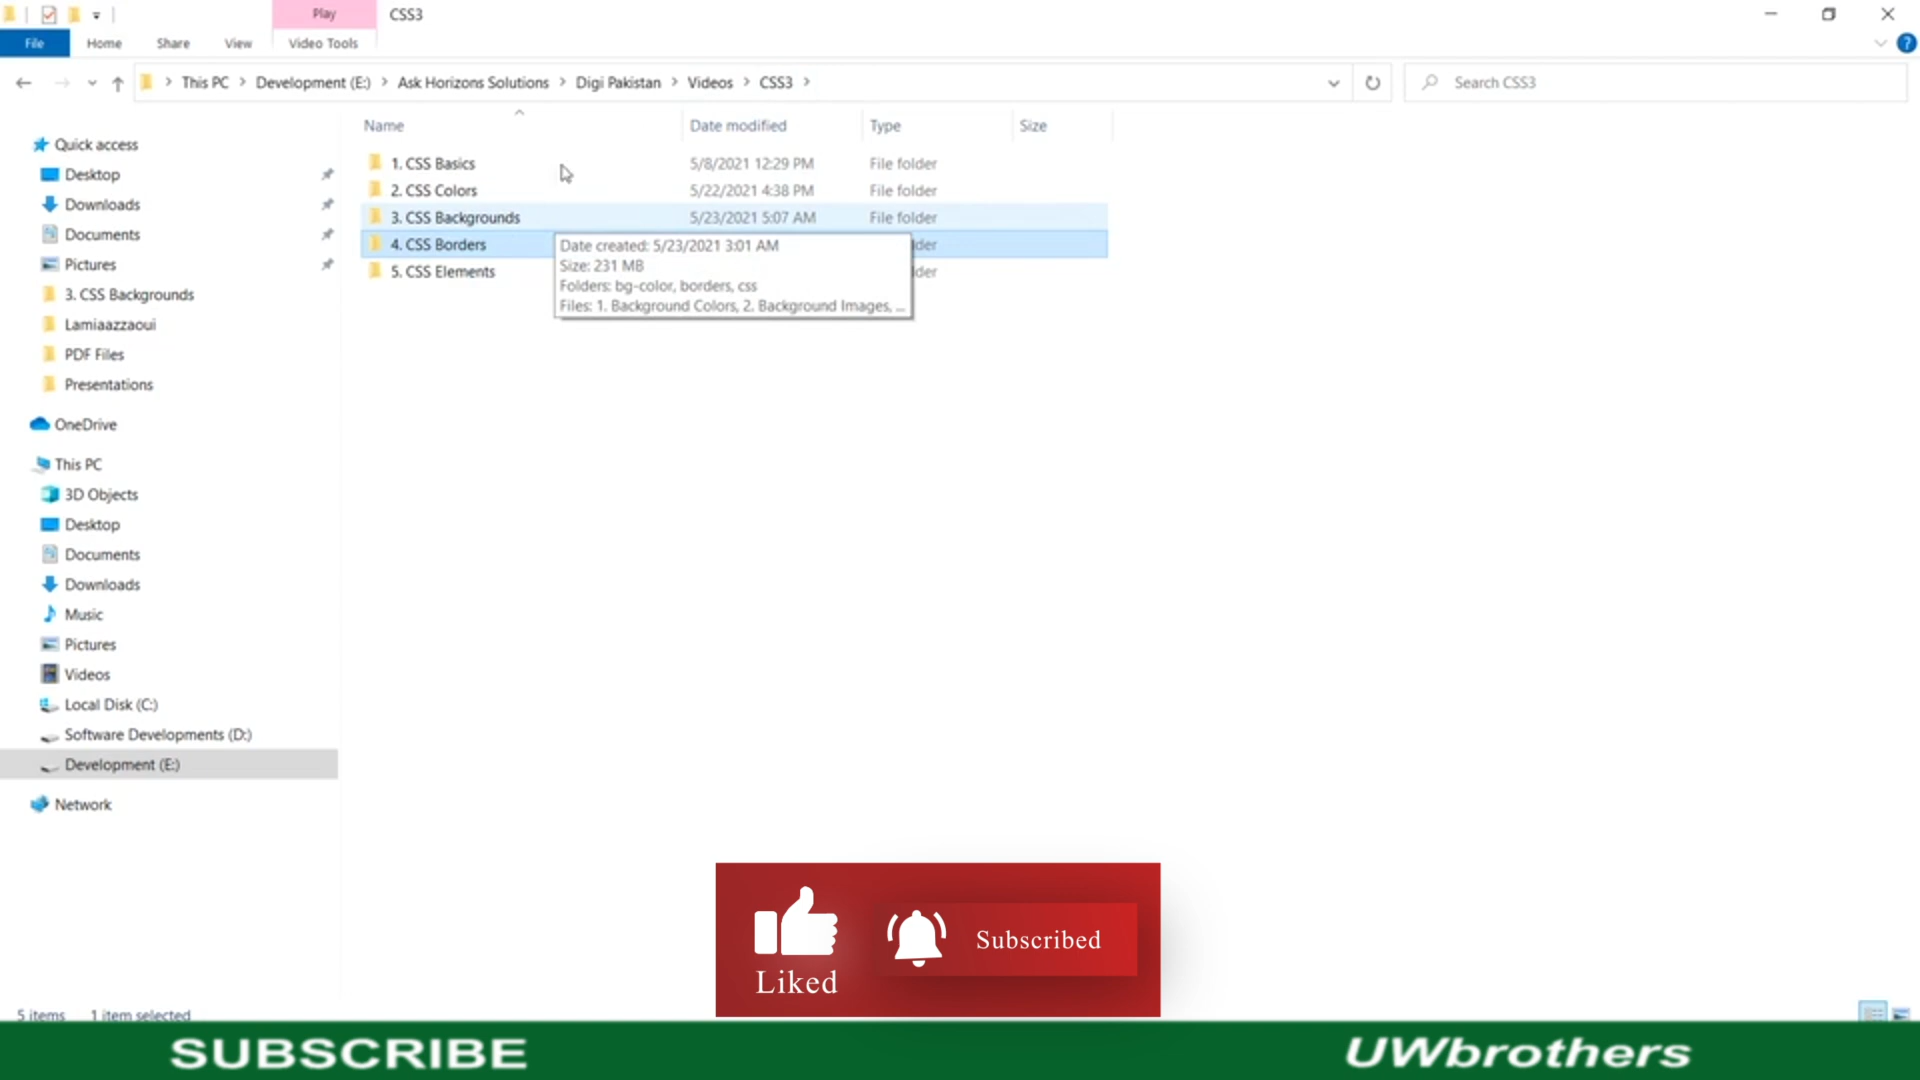 Play
CSS3
File
Home
Share
View
Video Tools
This PC > Development (E:) > Ask Horizons Solutions > Digi Pakistan > Videos > CSS3 >
Search CSS3
Name
Date modified
Type
Size
1. CSS Basics 5/8/2021 12:29 PM File folder
2. CSS Colors 5/22/2021 4:38 PM File folder
3. CSS Backgrounds 5/23/2021 5:07 AM File folder
4. CSS Borders
lder
5. CSS Elements
lder
Date created: 5/23/2021 3:01 AM
Size: 231 MB
Folders: bg-color, borders, css
Files: 1. Background Colors, 2. Background Images, ...
Quick access
Desktop
Downloads
Documents
Pictures
3. CSS Backgrounds
Lamiaazzaoui
PDF Files
Presentations
OneDrive
This PC
3D Objects
Desktop
Documents
Downloads
Music
Pictures
Videos
Local Disk (C:)
Software Developments (D:)
Development (E:)
Network
Liked
Subscribed
5 items 1 item selected
SUBSCRIBE
UWbrothers